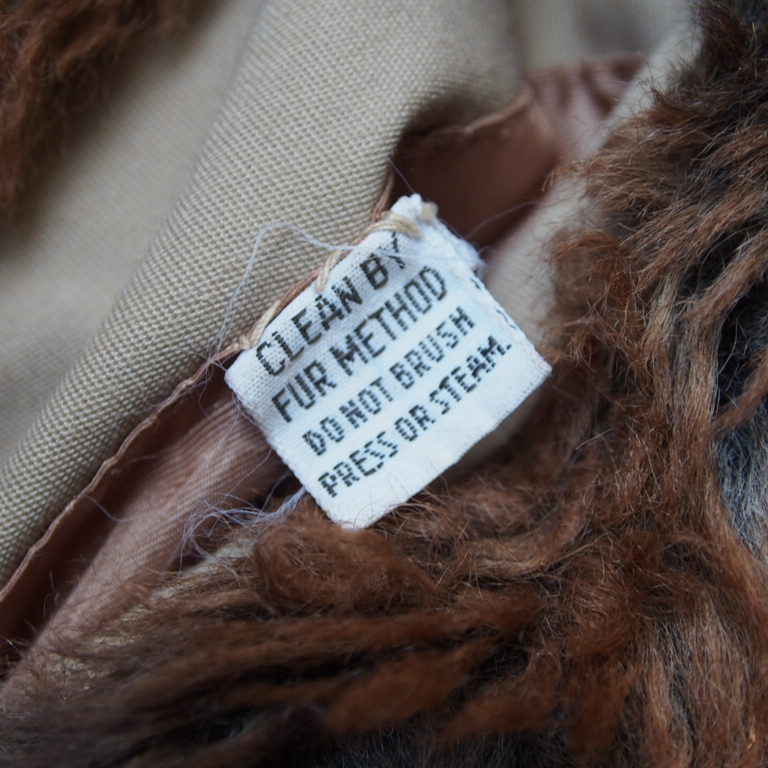 CLEAN BY
FUR METHOD
DO NOT BRUSH
PRESS OR STEAM.